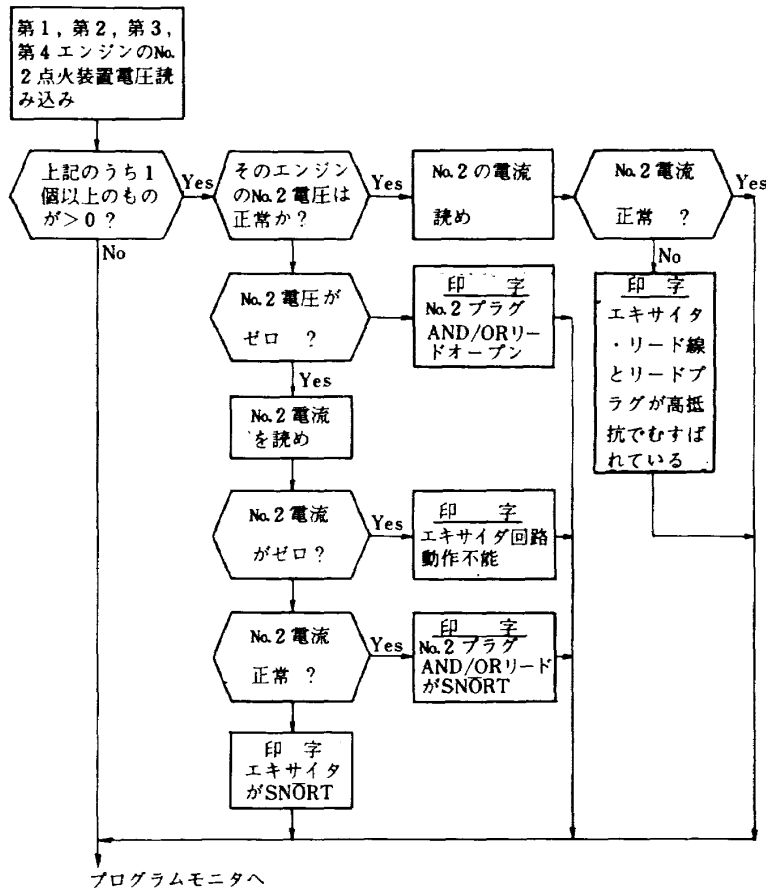 第1，第2，第3，
第4エンジンのNo.
2点火装置電圧読
み込み
上記のうち1
個以上のもの
が＞0？
Yes
No
そのエンジン
のNo.2電圧は
正常か？
Yes
No.2の電流
読め
No.2電流
正常 ？
Yes
No
印 字
エキサイタ
・リード線
とリードプ
ラグが高抵
抗でむすば
れている
No.2電圧が
ゼロ ？
Yes
印 字
No.2プラグ
AND/ORリー
ドオープン
No.2電流
を読め
No.2電流
がゼロ？
Yes
印 字
エキサイダ回路
動作不能
No.2電流
正常 ？
Yes
印 字
No.2プラグ
AND/ORリード
がSNORT
印 字
エキサイタ
がSNORT
プログラムモニタへ